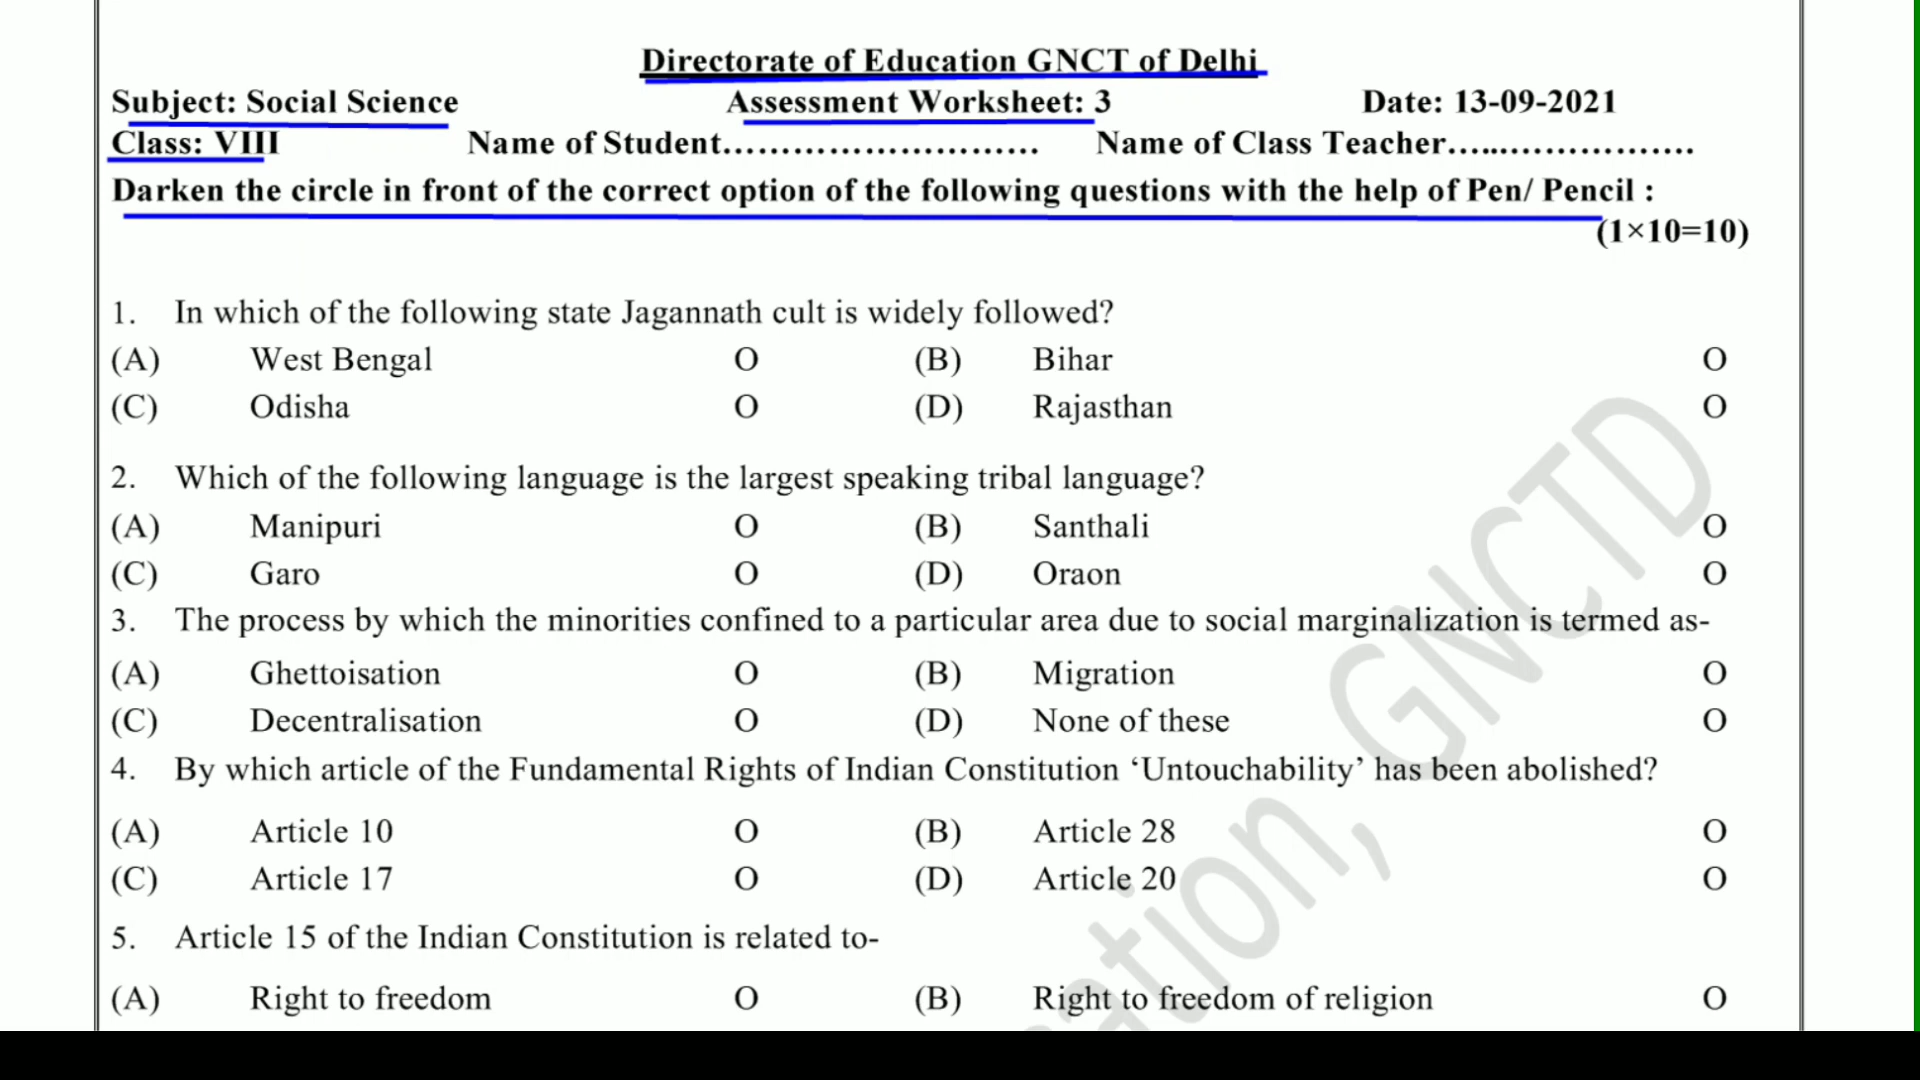 Directorate of Education GNCT of Delhi
Subject: Social Science Assessment Worksheet: 3 Date: 13-09-2021
Class: VIII Name of Student........................... Name of Class Teacher.....................
Darken the circle in front of the correct option of the following questions with the help of Pen/ Pencil :
(1×10=10)
1. In which of the following state Jagannath cult is widely followed?
(A) West Bengal O (B) Bihar O
(C) Odisha O (D) Rajasthan O
2. Which of the following language is the largest speaking tribal language?
(A) Manipuri O (B) Santhali O
(C) Garo O (D) Oraon O
3. The process by which the minorities confined to a particular area due to social marginalization is termed as-
(A) Ghettoisation O (B) Migration O
(C) Decentralisation O (D) None of these O
4. By which article of the Fundamental Rights of Indian Constitution ‘Untouchability’ has been abolished?
(A) Article 10 O (B) Article 28 O
(C) Article 17 O (D) Article 20 O
5. Article 15 of the Indian Constitution is related to-
(A) Right to freedom O (B) Right to freedom of religion O
ation, GNCTD